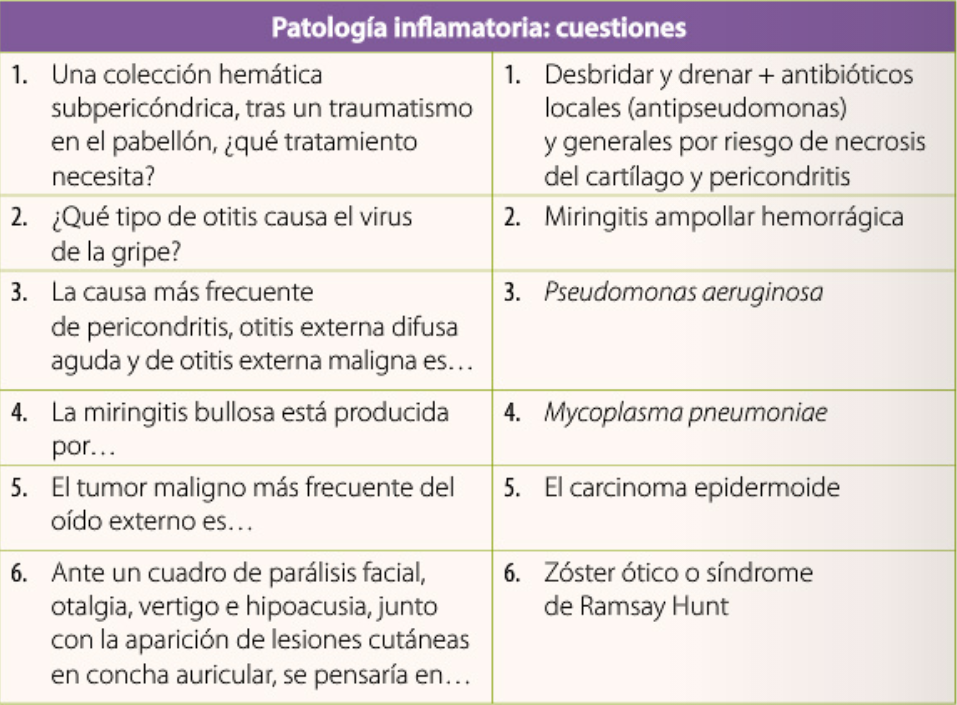 Patología inflamatoria: cuestiones
1. Una colección hemática
subpericóndrica, tras un traumatismo
en el pabellón, ¿qué tratamiento
necesita?
1. Desbridar y drenar + antibióticos
locales (antipseudomonas)
y generales por riesgo de necrosis
del cartílago y pericondritis
2. ¿Qué tipo de otitis causa el virus
de la gripe?
2. Miringitis ampollar hemorrágica
3. La causa más frecuente
de pericondritis, otitis externa difusa
aguda y de otitis externa maligna es…
3. Pseudomonas aeruginosa
4. La miringitis bullosa está producida
por…
4. Mycoplasma pneumoniae
5. El tumor maligno más frecuente del
oído externo es…
5. El carcinoma epidermoide
6. Ante un cuadro de parálisis facial,
otalgia, vertigo e hipoacusia, junto
con la aparición de lesiones cutáneas
en concha auricular, se pensaría en…
6. Zóster ótico o síndrome
de Ramsay Hunt